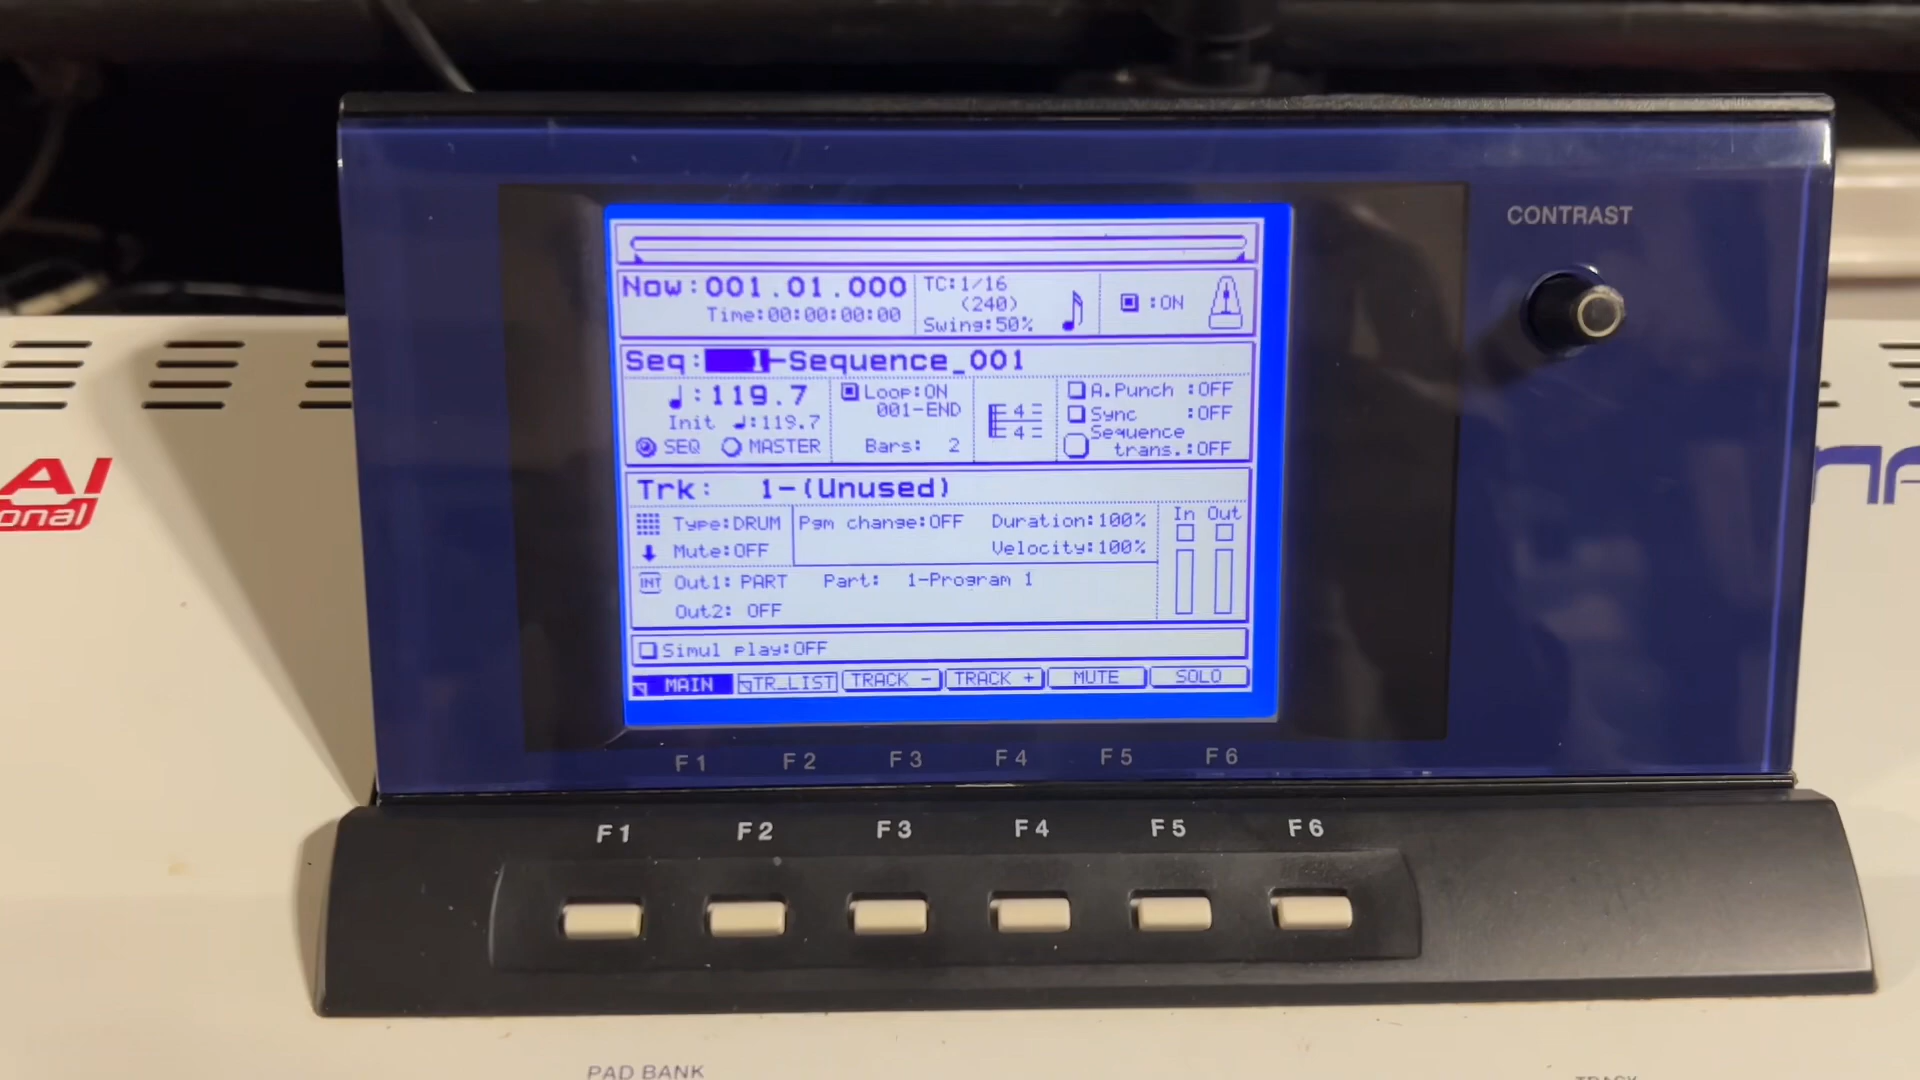 CONTRAST
Now:001.01.000
Time:00:00:00:00
TC:1/16
(240)
Swing:50%
:ON
Seq: 1-Sequence_001
♩:119.7
Init ♩:119.7
SEQ MASTER
Loop:ON
001-END
Bars: 2
4
4
A.Punch :OFF
Sync :OFF
Sequence
trans.:OFF
Trk: 1-(Unused)
Type:DRUM
Mute:OFF
Pgm change:OFF
Duration:100%
Velocity:100%
In Out
INT Out1: PART Part: 1-Program 1
Out2: OFF
Simul play:OFF
MAIN TR_LIST TRACK - TRACK + MUTE SOLO
F1 F2 F3 F4 F5 F6
F1 F2 F3 F4 F5 F6
AI
onal
PAD BANK